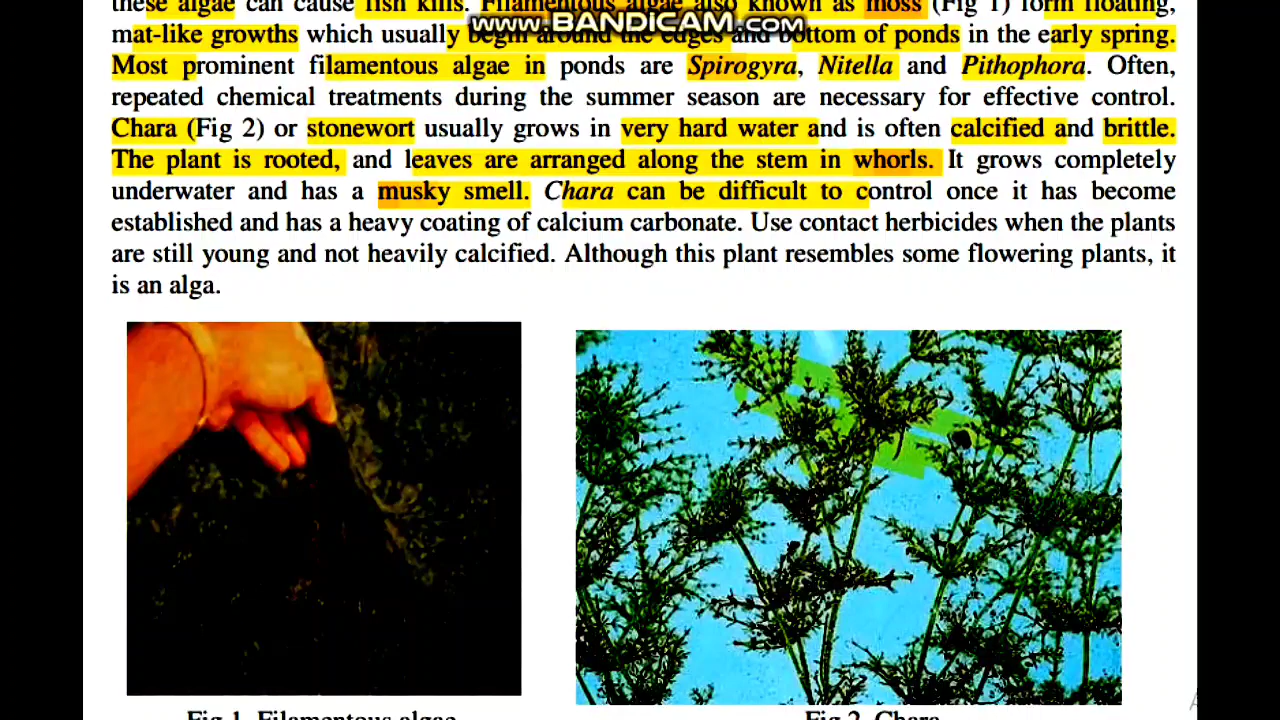 these algae can cause fish kills. Filamentous algae also known as moss (Fig 1) form floating,
www.BANDICAM.com
mat-like growths which usually begin around the edges and bottom of ponds in the early spring.
Most prominent filamentous algae in ponds are Spirogyra, Nitella and Pithophora. Often,
repeated chemical treatments during the summer season are necessary for effective control.
Chara (Fig 2) or stonewort usually grows in very hard water and is often calcified and brittle.
The plant is rooted, and leaves are arranged along the stem in whorls. It grows completely
underwater and has a musky smell. Chara can be difficult to control once it has become
established and has a heavy coating of calcium carbonate. Use contact herbicides when the plants
are still young and not heavily calcified. Although this plant resembles some flowering plants, it
is an alga.
Fig 1. Filamentous algae
Fig 2. Chara